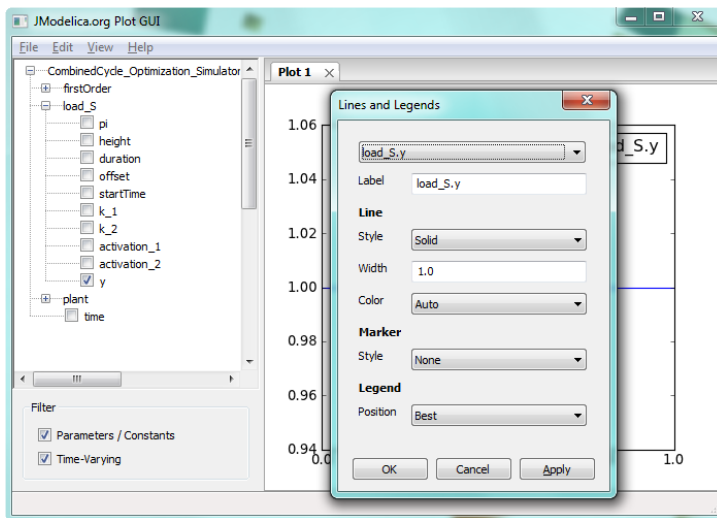 JModelica.org Plot GUI
File Edit View Help
CombinedCycle_Optimization_Simulator
firstOrder
load_S
pi
height
duration
offset
startTime
k_1
k_2
activation_1
activation_2
y
plant
time
Filter
Parameters / Constants
Time-Varying
Plot 1
1.06
1.04
1.02
1.00
0.98
0.96
0.94
0.0
1.0
d_S.y
Lines and Legends
load_S.y
Label load_S.y
Line
Style Solid
Width 1.0
Color Auto
Marker
Style None
Legend
Position Best
OK Cancel Apply